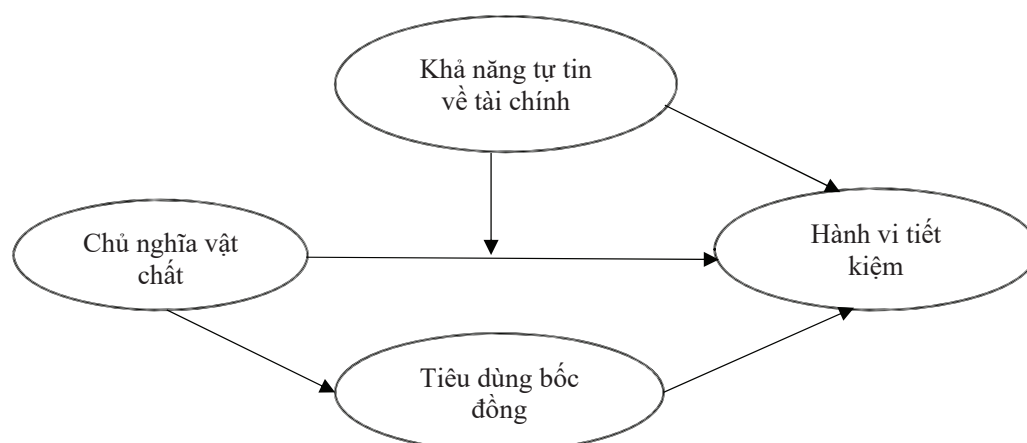 Khả năng tự tin
về tài chính
Chủ nghĩa vật
chất
Hành vi tiết
kiệm
Tiêu dùng bốc
đồng